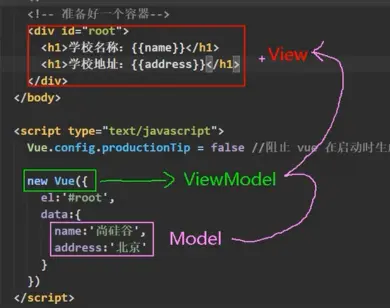 <!-- 准备好一个容器-->
<div id="root">
<h1>学校名称：{{name}}</h1>
<h1>学校地址：{{address}}</h1>
</div>
</body>
View
<script type="text/javascript">
Vue.config.productionTip = false //阻止 vue 在启动时生
new Vue({
ViewModel
el:'#root',
data:{
name:'尚硅谷',
address:'北京'
Model
}
})
</script>